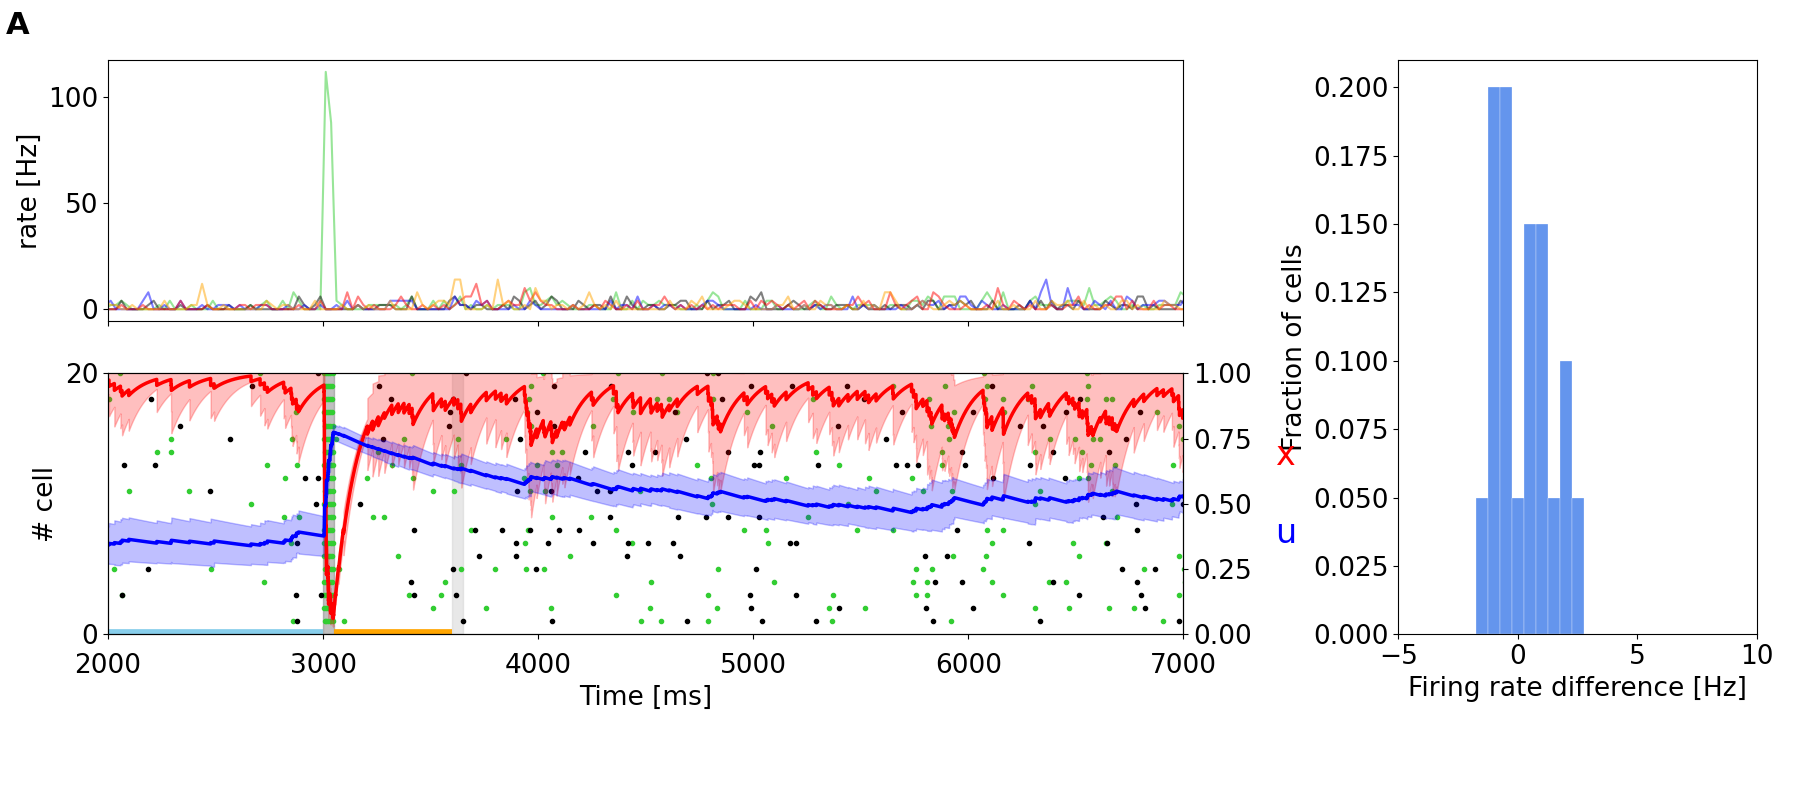 A
rate [Hz]
100
50
0
# cell
20
0
1.00
0.75
0.50
0.25
0.00
x
u
2000 3000 4000 5000 6000 7000
Time [ms]
Fraction of cells
0.200
0.175
0.150
0.125
0.100
0.075
0.050
0.025
0.000
−5 0 5 10
Firing rate difference [Hz]